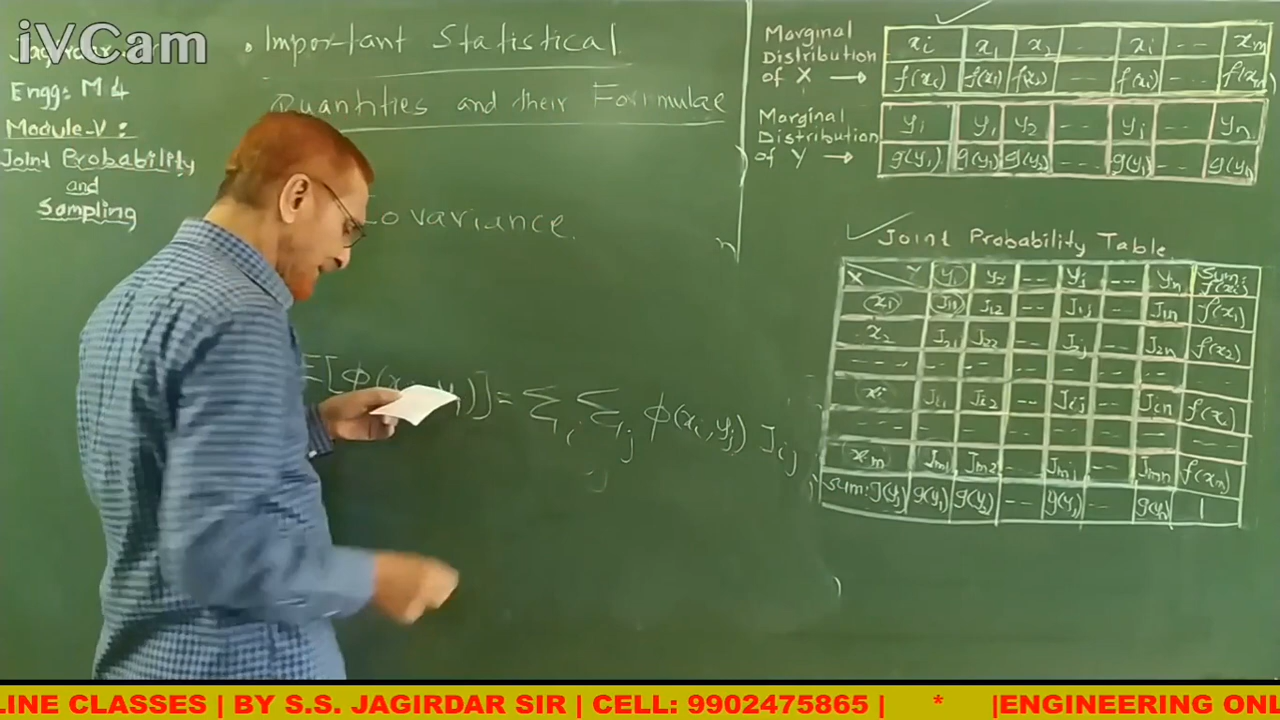 iVCam
Jagirdar.
Engg: M4
Module-V:
Joint Probability
and
Sampling
Important Statistical
Quantities and their Formulae
Covariance.
E[ϕ(x y)] = Σi Σj ϕ(xi, yj) Jij
Marginal
Distribution
of X →
xi x1 x2 -- xi -- xm
f(xi) f(x1) f(x2) -- f(xi) -- f(xm)
Marginal
Distribution
of Y →
yj y1 y2 -- yj -- yn
g(yj) g(y1) g(y2) -- g(yj) -- g(yn)
Joint Probability Table
X Y y1 y2 -- yj -- yn Sum: f(xi)
x1 J11 J12 -- J1j -- J1n f(x1)
x2 J21 J22 -- J2j -- J2n f(x2)
--- -- -- -- -- -- -- --
xi Ji1 Ji2 -- Jij -- Jin f(xi)
--- -- -- -- -- -- -- --
xm Jm1 Jm2 -- Jmj -- Jmn f(xm)
Sum: g(yj) g(y1) g(y2) -- g(yj) -- g(yn) 1
LINE CLASSES | BY S.S. JAGIRDAR SIR | CELL: 9902475865 | * |ENGINEERING ONL